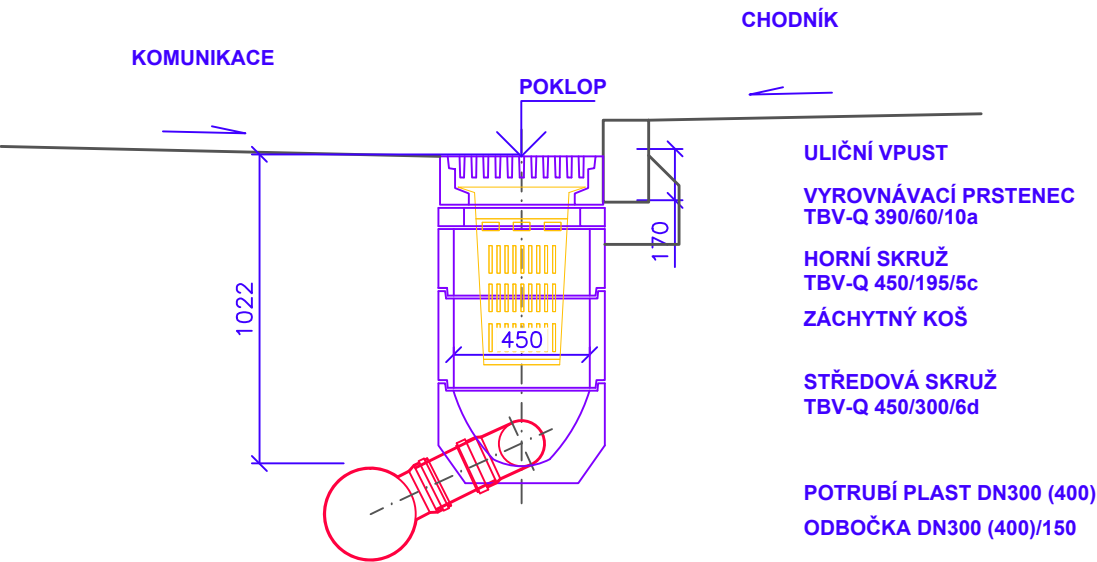 CHODNÍK
KOMUNIKACE
POKLOP
ULIČNÍ VPUST
VYROVNÁVACÍ PRSTENEC
TBV-Q 390/60/10a
170
HORNÍ SKRUŽ
TBV-Q 450/195/5c
1022
ZÁCHYTNÝ KOŠ
450
STŘEDOVÁ SKRUŽ
TBV-Q 450/300/6d
POTRUBÍ PLAST DN300 (400)
ODBOČKA DN300 (400)/150